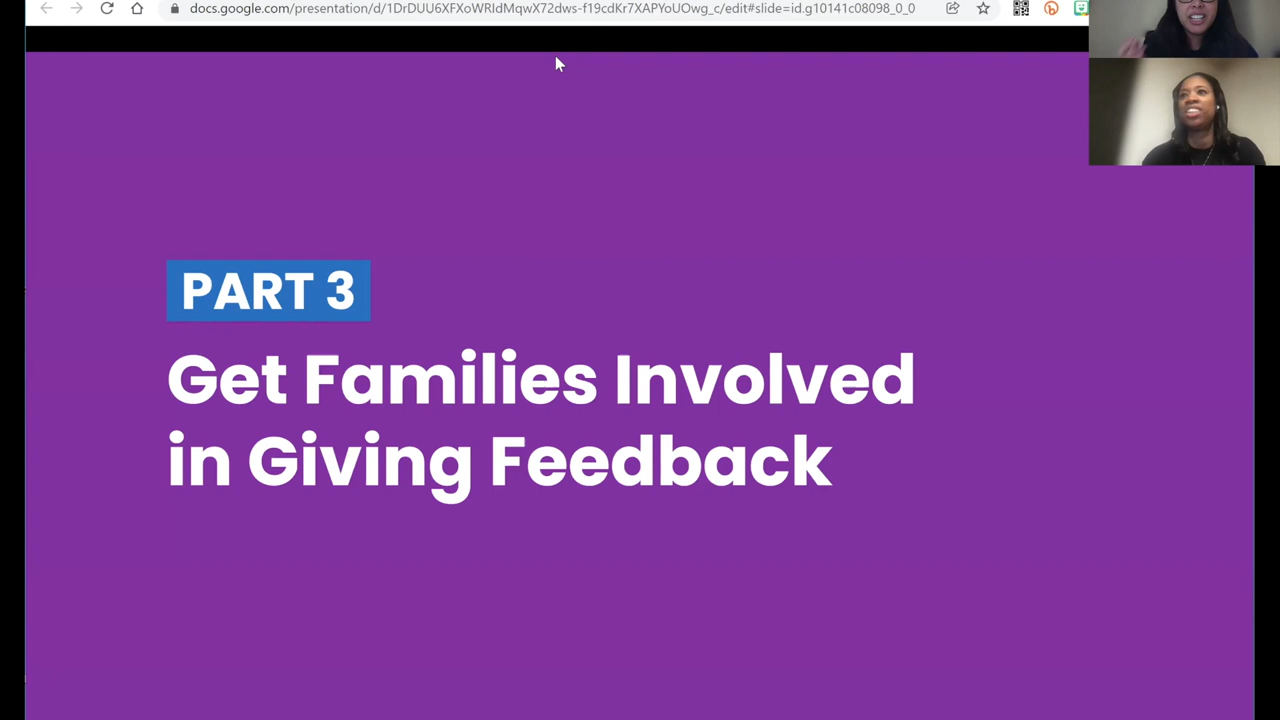 docs.google.com/presentation/d/1DrDUU6XFXoWRIdMqwX72dws-f19cdKr7XAPYoUOwg_c/edit#slide=id.g10141c08098_0_0
PART 3
Get Families Involved
in Giving Feedback